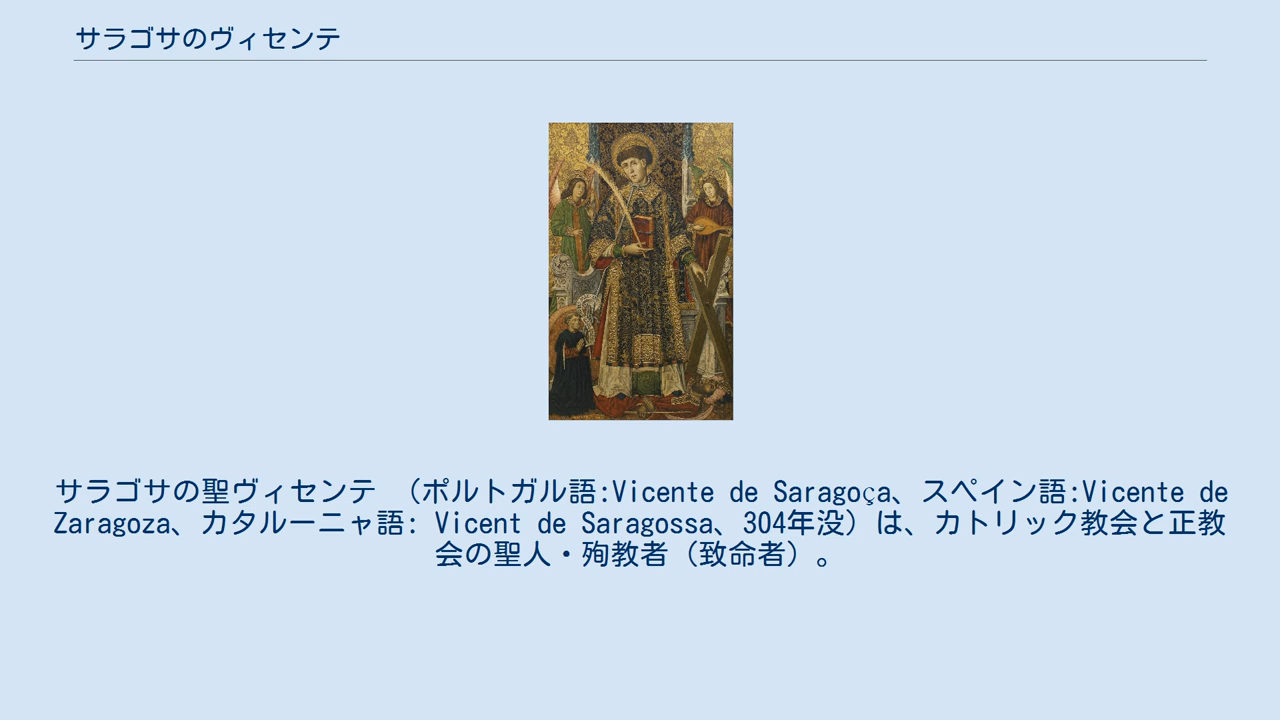 サラゴサのヴィセンテ
サラゴサの聖ヴィセンテ （ポルトガル語:Vicente de Saragoça、スペイン語:Vicente de
Zaragoza、カタルーニャ語: Vicent de Saragossa、304年没）は、カトリック教会と正教
会の聖人・殉教者（致命者）。